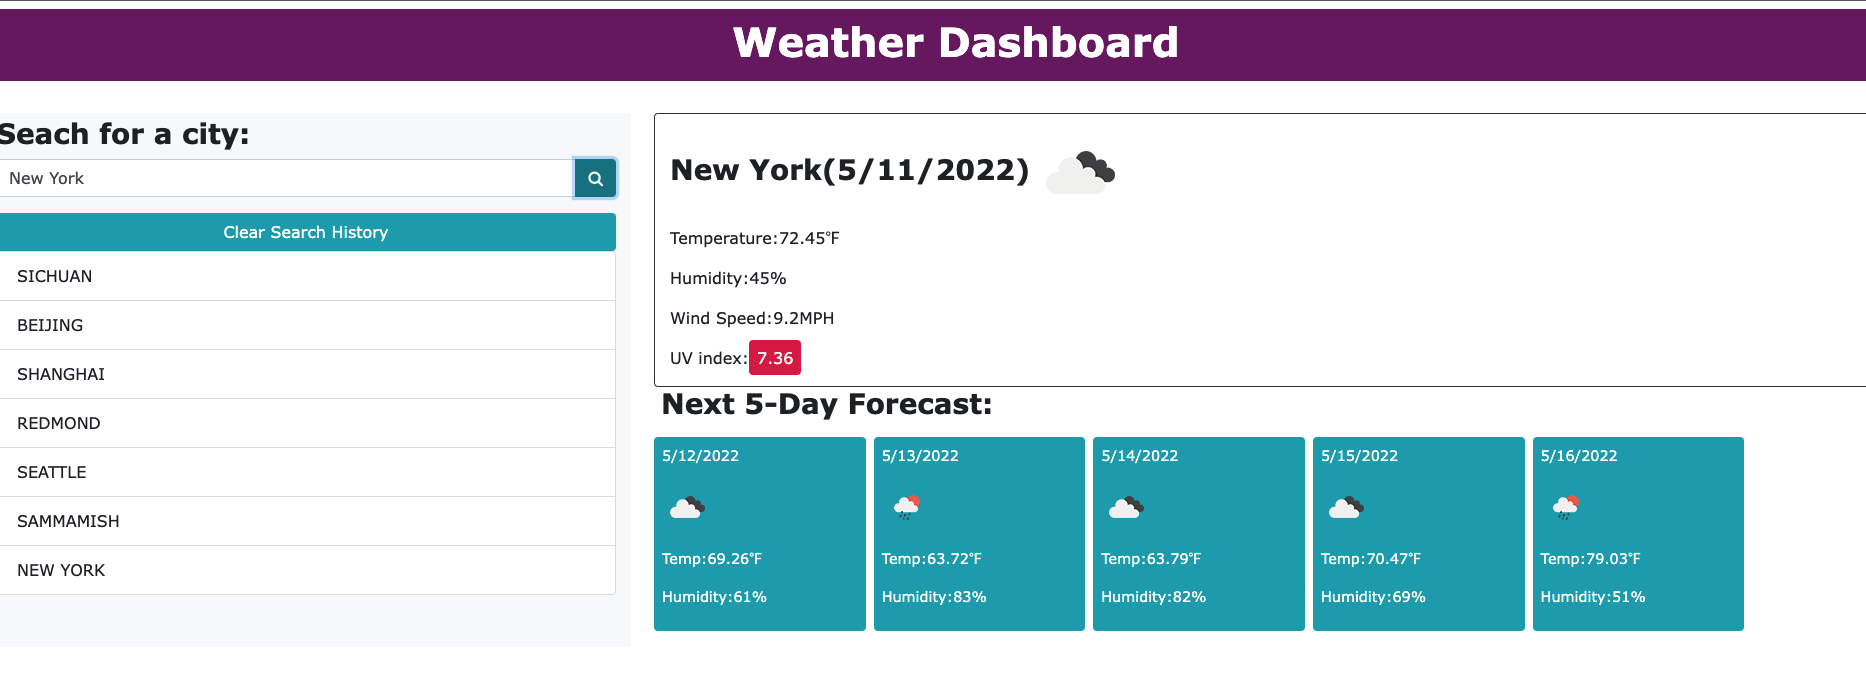 Weather Dashboard
Seach for a city:
New York
Clear Search History
SICHUAN
BEIJING
SHANGHAI
REDMOND
SEATTLE
SAMMAMISH
NEW YORK
New York(5/11/2022)
Temperature:72.45°F
Humidity:45%
Wind Speed:9.2MPH
UV index: 7.36
Next 5-Day Forecast:
5/12/2022
Temp:69.26°F
Humidity:61%
5/13/2022
Temp:63.72°F
Humidity:83%
5/14/2022
Temp:63.79°F
Humidity:82%
5/15/2022
Temp:70.47°F
Humidity:69%
5/16/2022
Temp:79.03°F
Humidity:51%